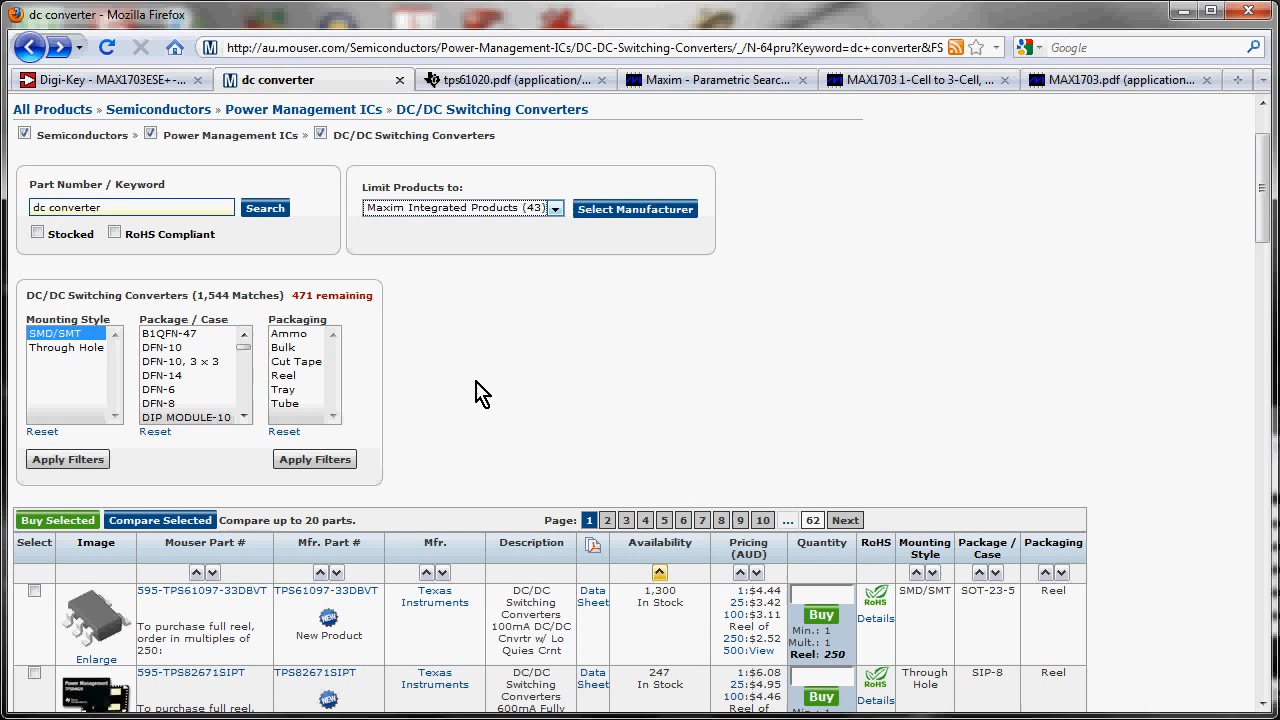 dc converter - Mozilla Firefox
http://au.mouser.com/Semiconductors/Power-Management-ICs/DC-DC-Switching-Converters/_/N-64pru?Keyword=dc+converter&FS
Google
Digi-Key - MAX1703ESE+-...
dc converter
tps61020.pdf (application/...
Maxim - Parametric Searc...
MAX1703 1-Cell to 3-Cell, ...
MAX1703.pdf (application...
All Products » Semiconductors » Power Management ICs » DC/DC Switching Converters
Semiconductors » Power Management ICs » DC/DC Switching Converters
Part Number / Keyword
dc converter
Search
Stocked
RoHS Compliant
Limit Products to:
Maxim Integrated Products (43)
Select Manufacturer
DC/DC Switching Converters (1,544 Matches) 471 remaining
Mounting Style
SMD/SMT
Through Hole
Reset
Package / Case
B1QFN-47
DFN-10
DFN-10, 3 x 3
DFN-14
DFN-6
DFN-8
DIP MODULE-10
Reset
Packaging
Ammo
Bulk
Cut Tape
Reel
Tray
Tube
Reset
Apply Filters
Apply Filters
Buy Selected
Compare Selected
Compare up to 20 parts.
Page: 1 2 3 4 5 6 7 8 9 10 ... 62 Next
Select
Image
Mouser Part #
Mfr. Part #
Mfr.
Description
Availability
Pricing
(AUD)
Quantity
RoHS
Mounting
Style
Package /
Case
Packaging
Enlarge
595-TPS61097-33DBVT
To purchase full reel,
order in multiples of
250:
TPS61097-33DBVT
New Product
Texas
Instruments
DC/DC
Switching
Converters
100mA DC/DC
Cnvrtr w/ Lo
Quies Crnt
Data
Sheet
1,300
In Stock
1:$4.44
25:$3.42
100:$3.11
Reel of
250:$2.52
500:View
Buy
Min.: 1
Mult.: 1
Reel: 250
RoHS
Details
SMD/SMT
SOT-23-5
Reel
595-TPS82671SIPT
To purchase full reel,
TPS82671SIPT
Texas
Instruments
DC/DC
Switching
Converters
600mA Fully
Data
Sheet
247
In Stock
1:$6.08
25:$4.95
100:$4.46
Reel of
Buy
Min.: 1
RoHS
Details
Through
Hole
SIP-8
Reel